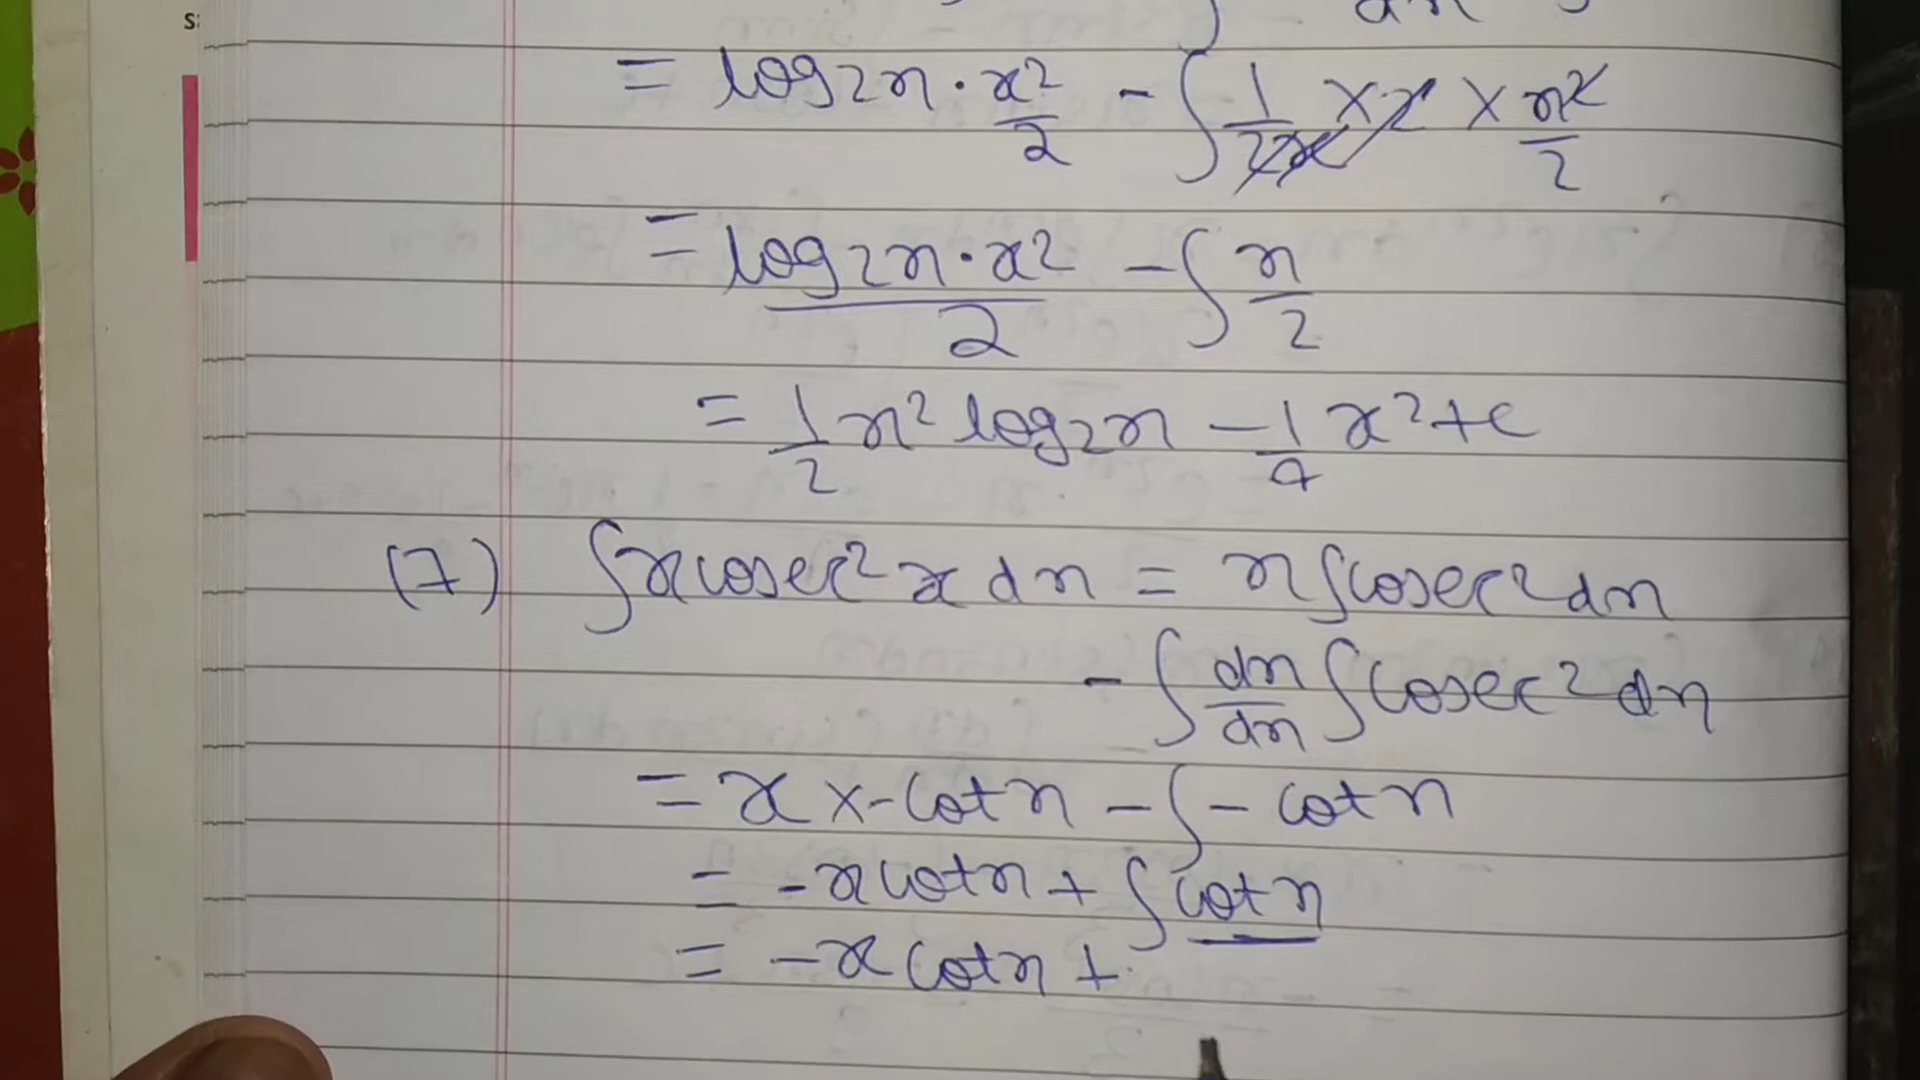 = log2x · x²/2 - ∫ 1/2x × 2 × x²/2
= log2x · x²/2 - ∫ x/2
= 1/2 x² log2x - 1/4 x² + c
(7) ∫ x cosec² x dx = x ∫ cosec² dx
- ∫ dx/dx ∫ cosec² dx
= x × - cot x - ∫ - cot x
= - x cot x + ∫ cot x
= - x cot x +